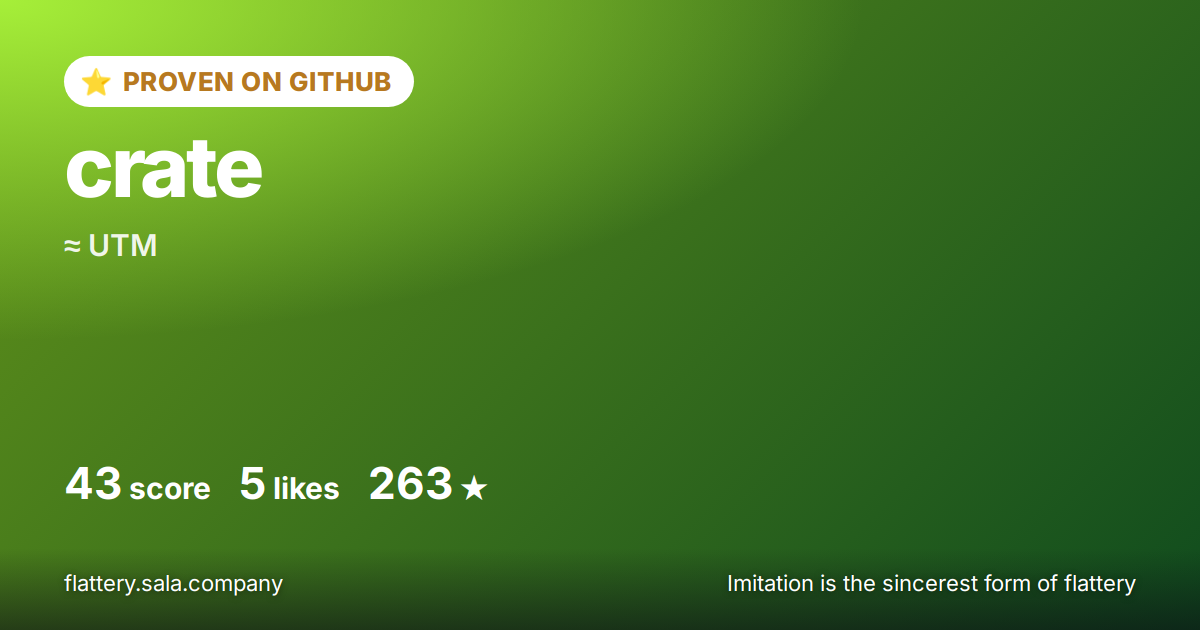 ⭐ PROVEN ON GITHUB
crate
≈ UTM
43 score 5 likes 263 ★
flattery.sala.company
Imitation is the sincerest form of flattery